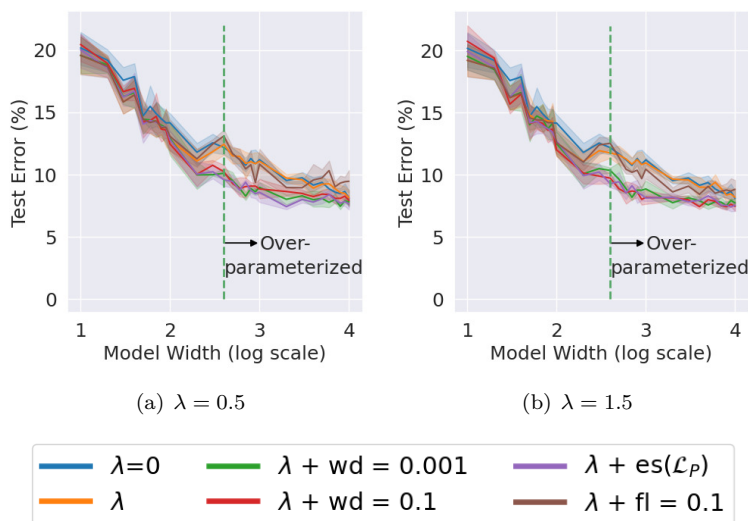 20
15
10
5
0
Test Error (%)
Over-
parameterized
1 2 3 4
Model Width (log scale)
(a) λ = 0.5
20
15
10
5
0
Test Error (%)
Over-
parameterized
1 2 3 4
Model Width (log scale)
(b) λ = 1.5
λ=0
λ
λ + wd = 0.001
λ + wd = 0.1
λ + es(ℒ_P)
λ + fl = 0.1